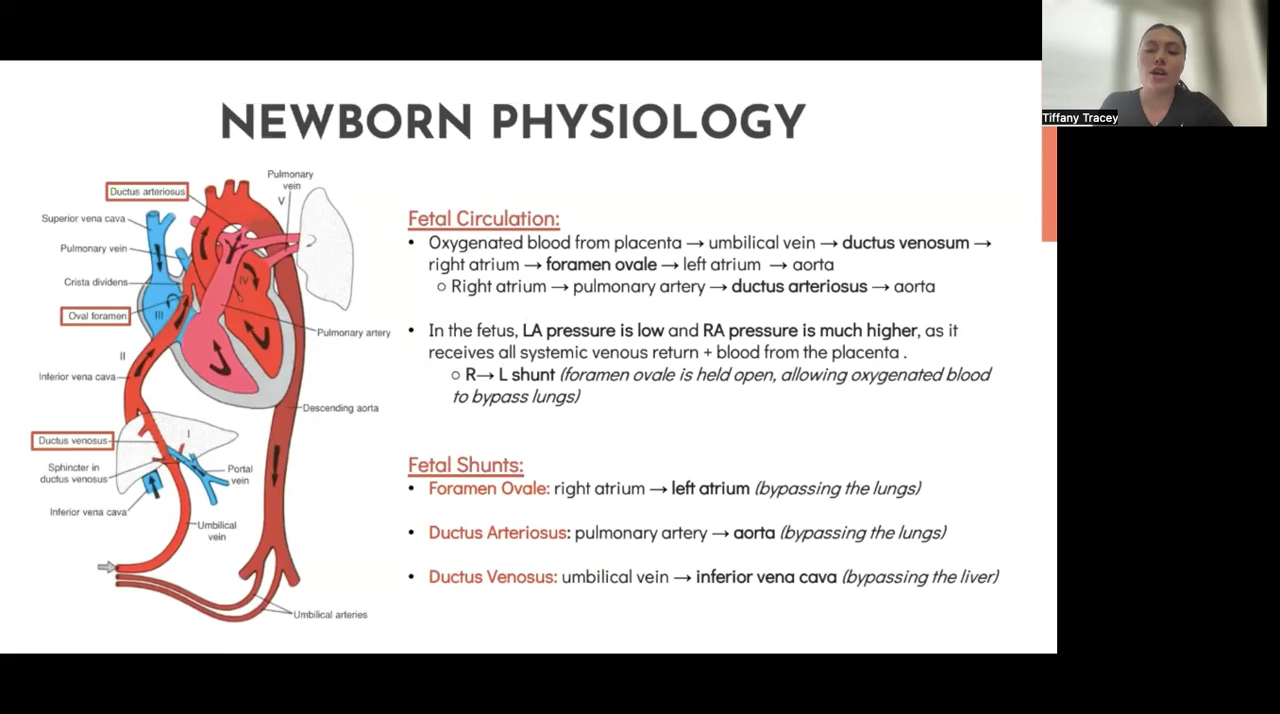 NEWBORN PHYSIOLOGY
Tiffany Tracey
Ductus arteriosus
Pulmonary
vein
V
Superior vena cava
Pulmonary vein
Crista dividens
IV
III
Oval foramen
Pulmonary artery
II
Inferior vena cava
Descending aorta
I
Ductus venosus
Sphincter in
ductus venosus
Portal
vein
Inferior vena cava
Umbilical
vein
Umbilical arteries
Fetal Circulation:
• Oxygenated blood from placenta → umbilical vein → ductus venosum →
right atrium → foramen ovale → left atrium → aorta
○ Right atrium → pulmonary artery → ductus arteriosus → aorta
• In the fetus, LA pressure is low and RA pressure is much higher, as it
receives all systemic venous return + blood from the placenta .
○ R→ L shunt (foramen ovale is held open, allowing oxygenated blood
to bypass lungs)
Fetal Shunts:
• Foramen Ovale: right atrium → left atrium (bypassing the lungs)
• Ductus Arteriosus: pulmonary artery → aorta (bypassing the lungs)
• Ductus Venosus: umbilical vein → inferior vena cava (bypassing the liver)